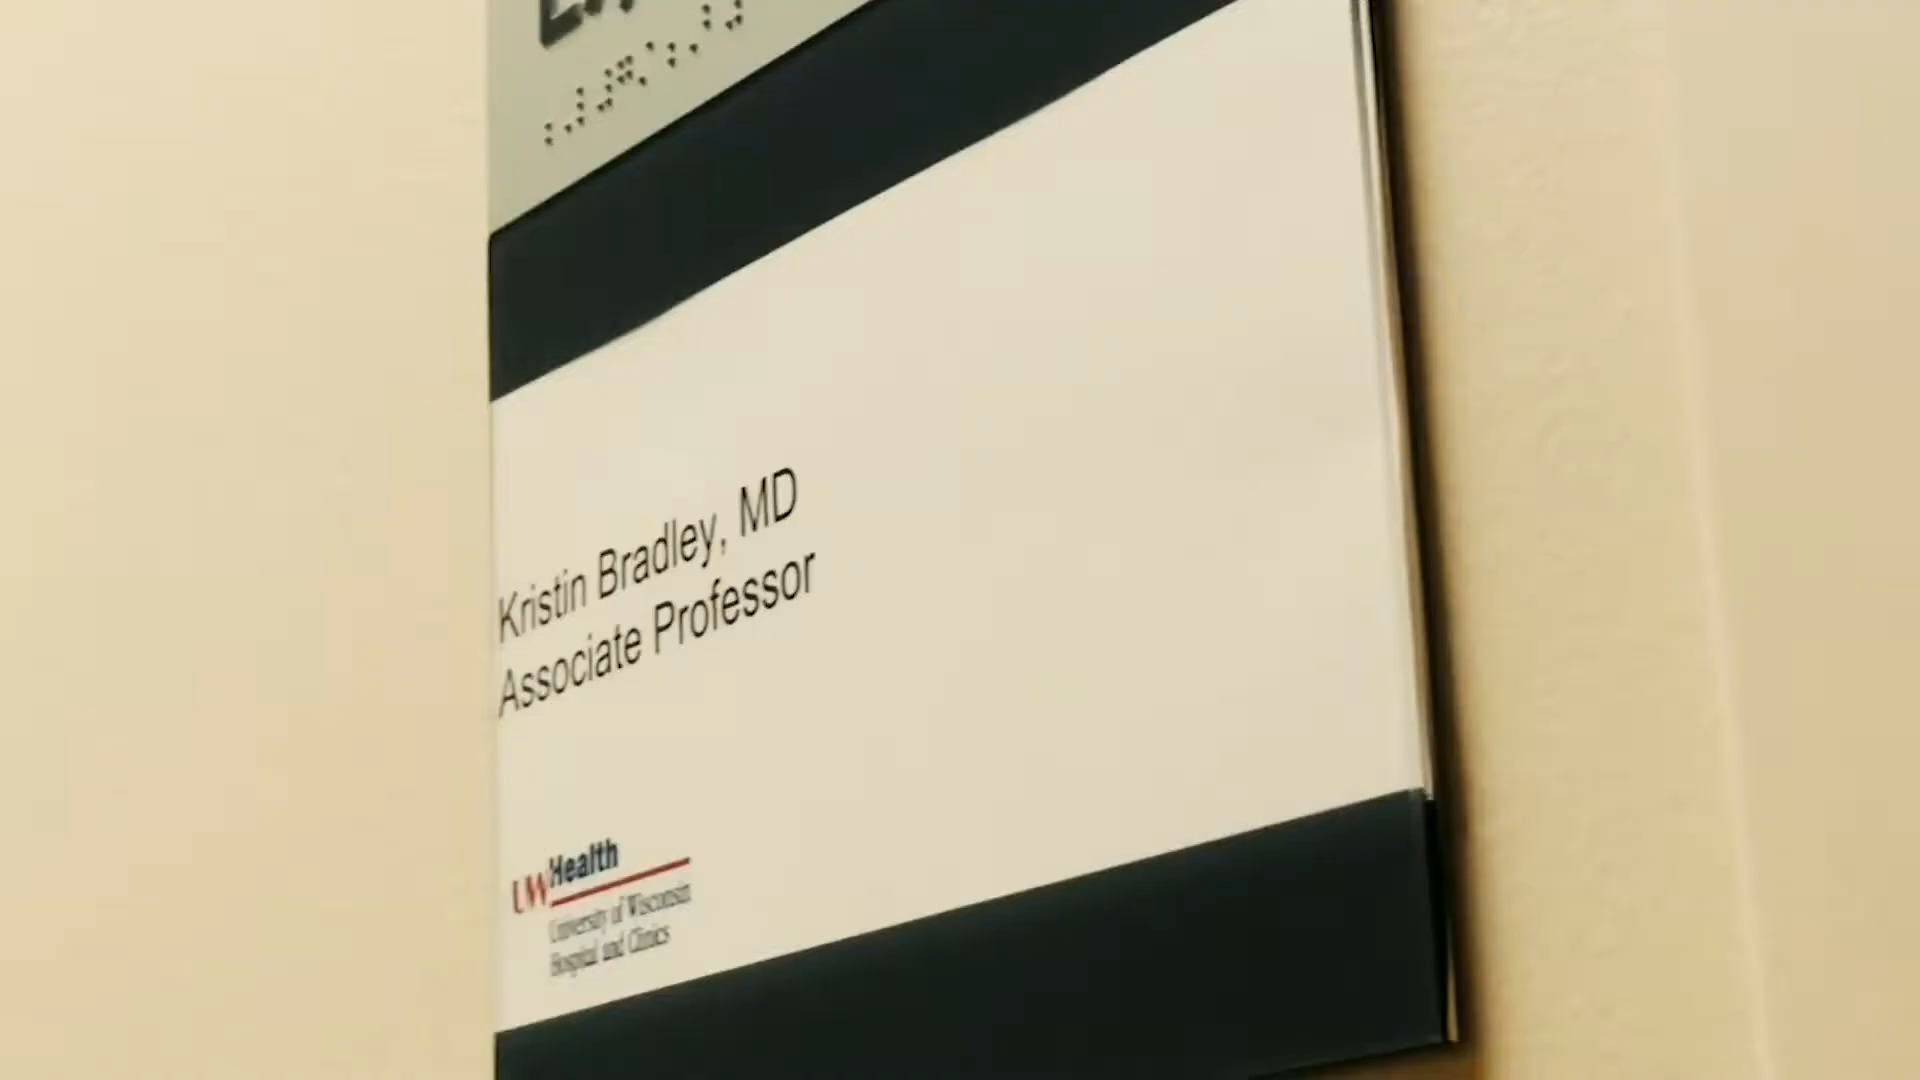 Kristin Bradley, MD
Associate Professor
UWHealth
University of Wisconsin
Hospital and Clinics